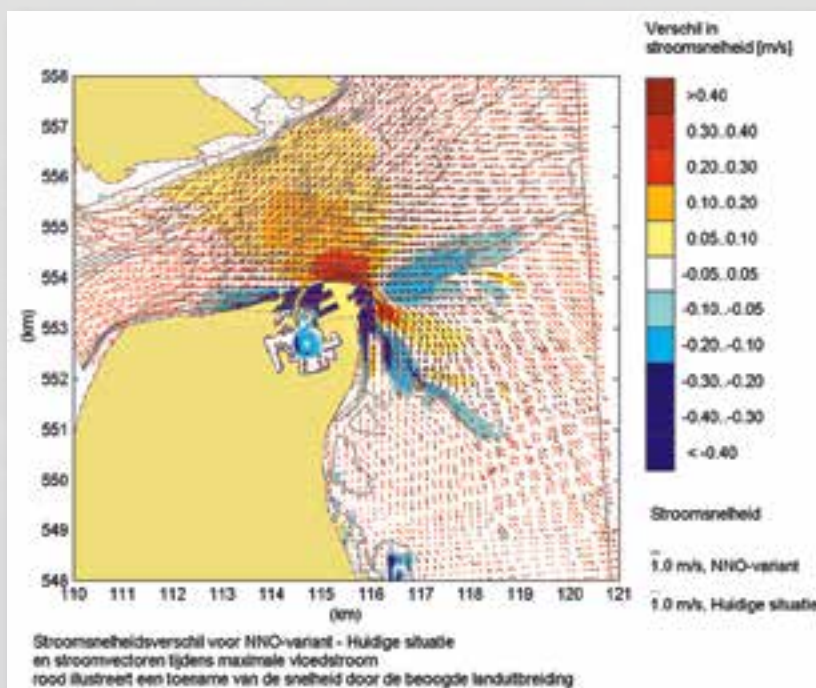 Verschil in
stroomsnelheid [m/s]
>0.40
0.30..0.40
0.20..0.30
0.10..0.20
0.05..0.10
-0.05..0.05
-0.10..-0.05
-0.20..-0.10
-0.30..-0.20
-0.40..-0.30
< -0.40
Stroomsnelheid
1.0 m/s, NNO-variant
1.0 m/s, Huidige situatie
558
557
556
555
554
553
552
551
550
549
548
(km)
110 111 112 113 114 115 116 117 118 119 120 121
(km)
Stroomsnelheidsverschil voor NNO-variant - Huidige situatie
en stroomvectoren tijdens maximale vloedstroom
rood illustreert een toename van de snelheid door de beoogde landuitbreiding